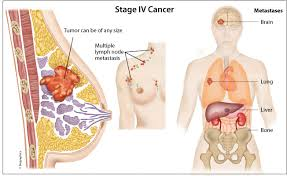 Stage IV Cancer
Tumor can be of any size
Multiple
lymph node
metastasis
Metastases
Brain
Lung
Liver
Bone